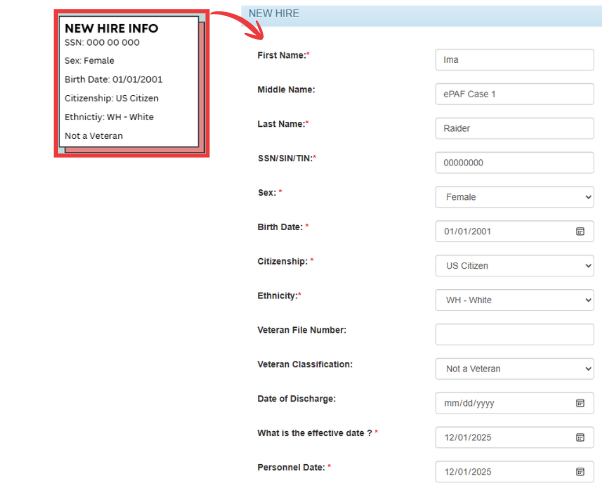 NEW HIRE INFO
SSN: 000 00 000
Sex: Female
Birth Date: 01/01/2001
Citizenship: US Citizen
Ethnictiy: WH - White
Not a Veteran
NEW HIRE
First Name:* Ima
Middle Name: ePAF Case 1
Last Name:* Raider
SSN/SIN/TIN:* 00000000
Sex: * Female
Birth Date: * 01/01/2001
Citizenship: * US Citizen
Ethnicity:* WH - White
Veteran File Number:
Veteran Classification: Not a Veteran
Date of Discharge: mm/dd/yyyy
What is the effective date ? * 12/01/2025
Personnel Date: * 12/01/2025